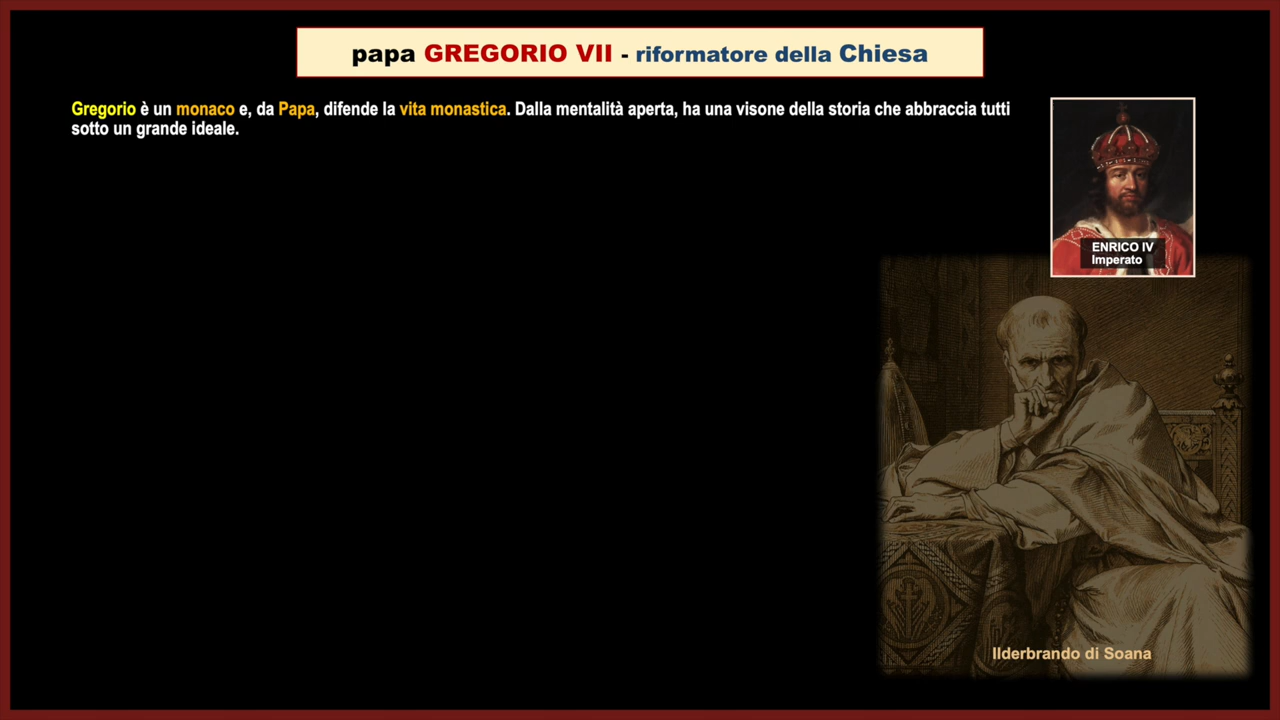 papa GREGORIO VII - riformatore della Chiesa
Gregorio è un monaco e, da Papa, difende la vita monastica. Dalla mentalità aperta, ha una visone della storia che abbraccia tutti
sotto un grande ideale.
ENRICO IV
Imperato
Ilderbrando di Soana